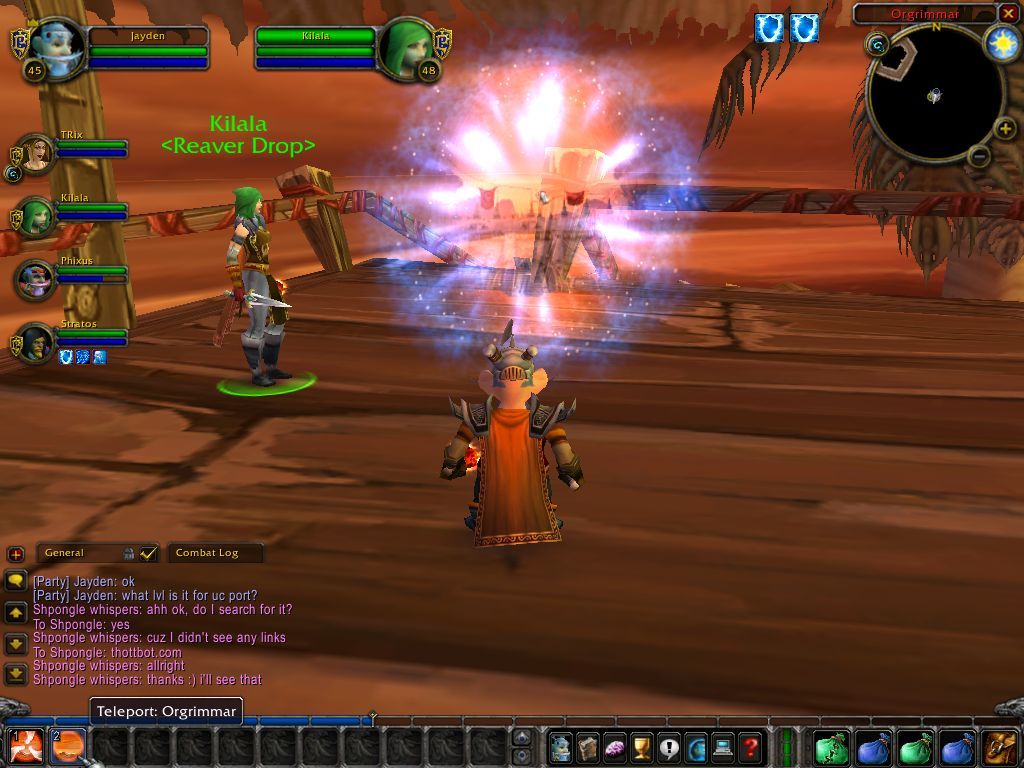 Orgrimmar
N
Jayden
Kilala
45
48
Kilala
<Reaver Drop>
TRix
Kilala
Phixus
Stratos
General
Combat Log
[Party] Jayden: ok
[Party] Jayden: what lvl is it for uc port?
Shpongle whispers: ahh ok, do I search for it?
To Shpongle: yes
Shpongle whispers: cuz I didn't see any links
To Shpongle: thottbot.com
Shpongle whispers: allright
Shpongle whispers: thanks :) i'll see that
Teleport: Orgrimmar
1
2